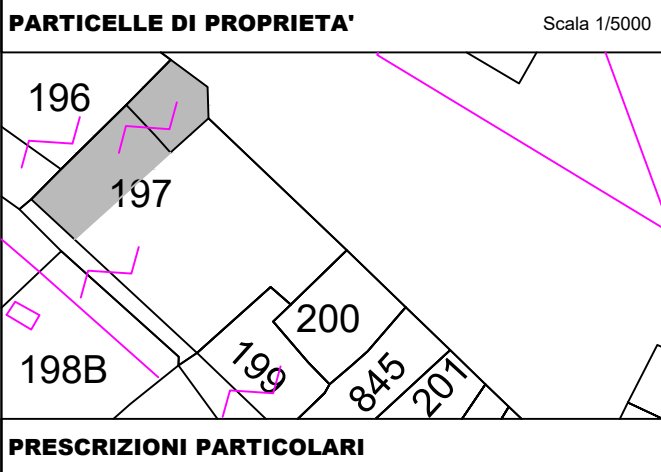 PARTICELLE DI PROPRIETA'
Scala 1/5000
196
197
200
199
845
201
198B
PRESCRIZIONI PARTICOLARI